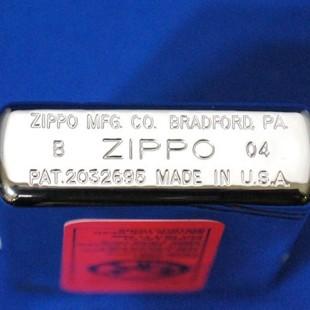 ZIPPO MFG. CO. BRADFORD, PA.
B ZIPPO 04
PAT.2032695 MADE IN U.S.A.